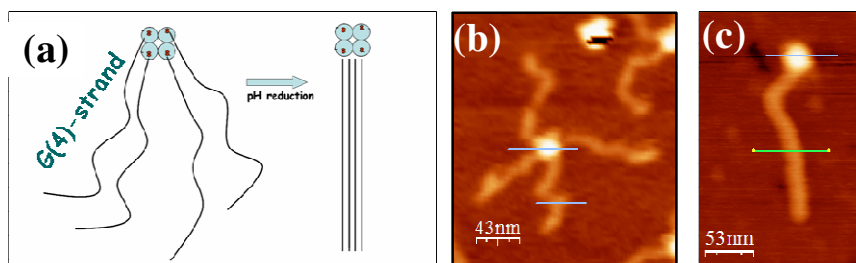 (a)
G(4)-strand
pH reduction
(b)
43nm
(c)
53nm